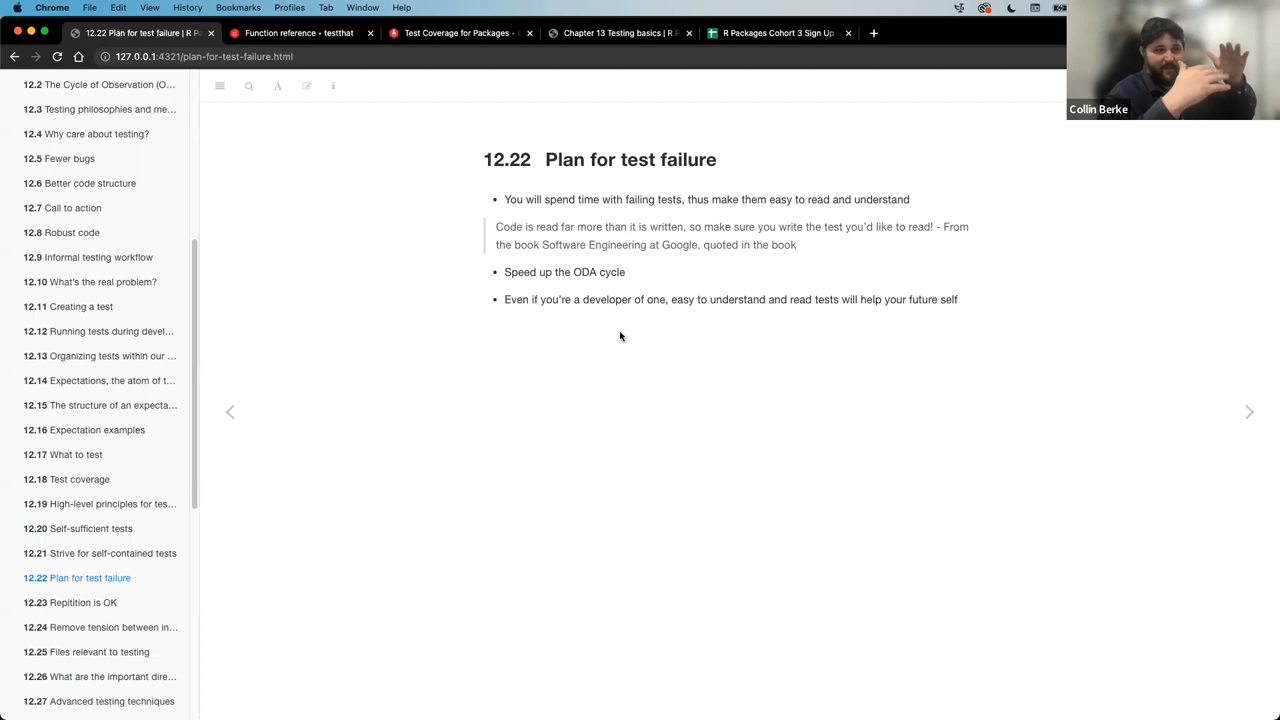 Chrome File Edit View History Bookmarks Profiles Tab Window Help
12.22 Plan for test failure | R Pa
Function reference • testthat
Test Coverage for Packages • c
Chapter 13 Testing basics | R P
R Packages Cohort 3 Sign Up -
127.0.0.1:4321/plan-for-test-failure.html
Collin Berke
12.2 The Cycle of Observation (O…
12.3 Testing philosophies and me…
12.4 Why care about testing?
12.5 Fewer bugs
12.6 Better code structure
12.7 Call to action
12.8 Robust code
12.9 Informal testing workflow
12.10 What's the real problem?
12.11 Creating a test
12.12 Running tests during devel…
12.13 Organizing tests within our …
12.14 Expectations, the atom of t…
12.15 The structure of an expecta…
12.16 Expectation examples
12.17 What to test
12.18 Test coverage
12.19 High-level principles for tes…
12.20 Self-sufficient tests
12.21 Strive for self-contained tests
12.22 Plan for test failure
12.23 Repitition is OK
12.24 Remove tension between in…
12.25 Files relevant to testing
12.26 What are the important dire…
12.27 Advanced testing techniques
12.22 Plan for test failure
• You will spend time with failing tests, thus make them easy to read and understand
Code is read far more than it is written, so make sure you write the test you'd like to read! - From
the book Software Engineering at Google, quoted in the book
• Speed up the ODA cycle
• Even if you're a developer of one, easy to understand and read tests will help your future self